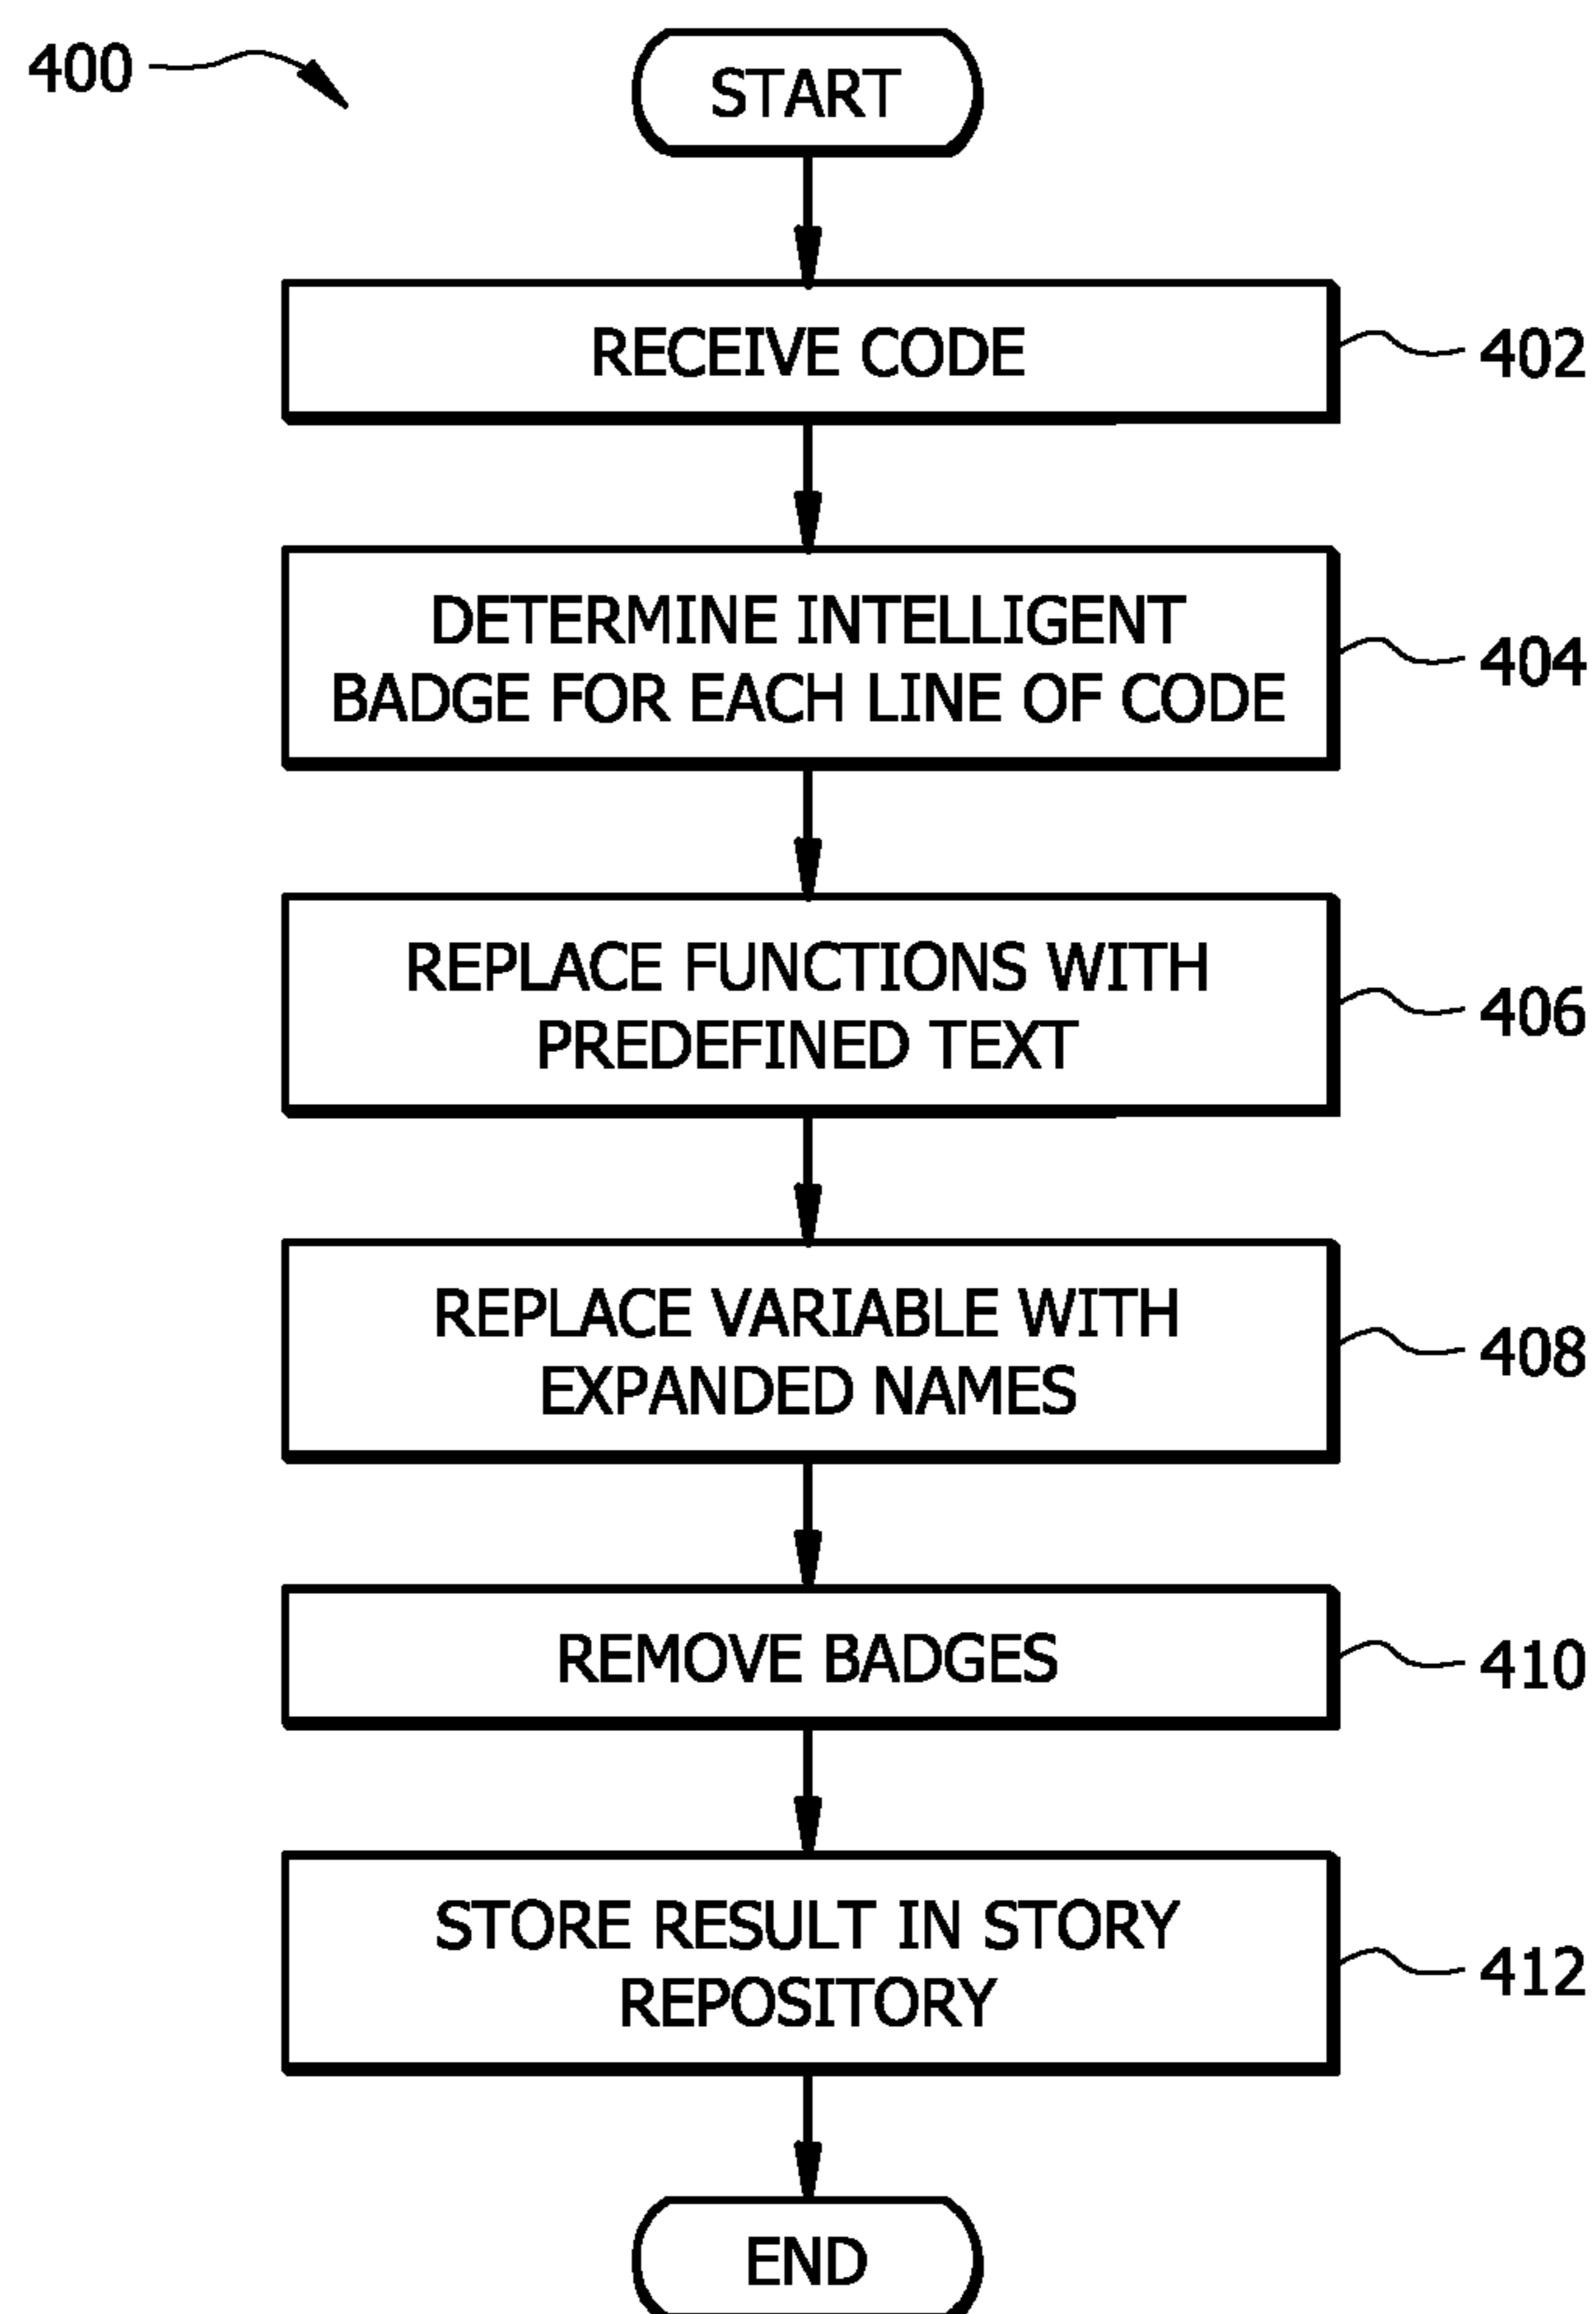 400
START
RECEIVE CODE
402
DETERMINE INTELLIGENT
BADGE FOR EACH LINE OF CODE
404
REPLACE FUNCTIONS WITH
PREDEFINED TEXT
406
REPLACE VARIABLE WITH
EXPANDED NAMES
408
REMOVE BADGES
410
STORE RESULT IN STORY
REPOSITORY
412
END